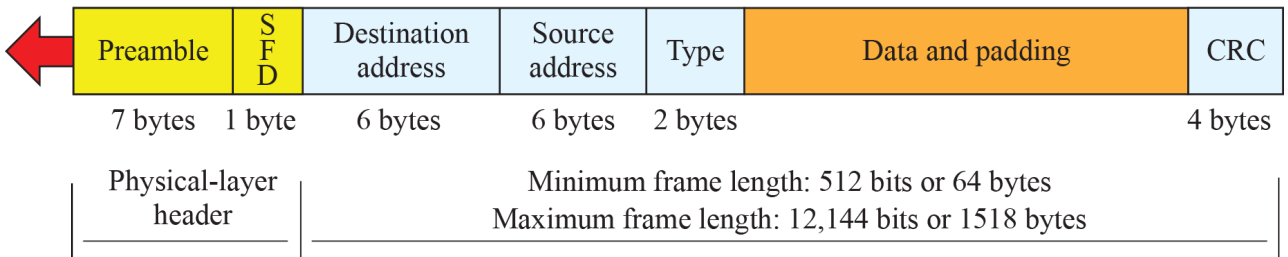 Preamble
S
F
D
Destination
address
Source
address
Type
Data and padding
CRC
7 bytes
1 byte
6 bytes
6 bytes
2 bytes
4 bytes
Physical-layer
header
Minimum frame length: 512 bits or 64 bytes
Maximum frame length: 12,144 bits or 1518 bytes